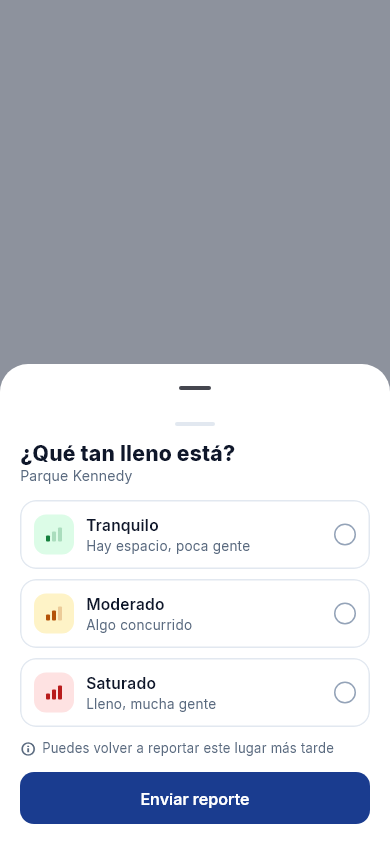 ¿Qué tan lleno está?
Parque Kennedy
Tranquilo
Hay espacio, poca gente
Moderado
Algo concurrido
Saturado
Lleno, mucha gente
Puedes volver a reportar este lugar más tarde
Enviar reporte